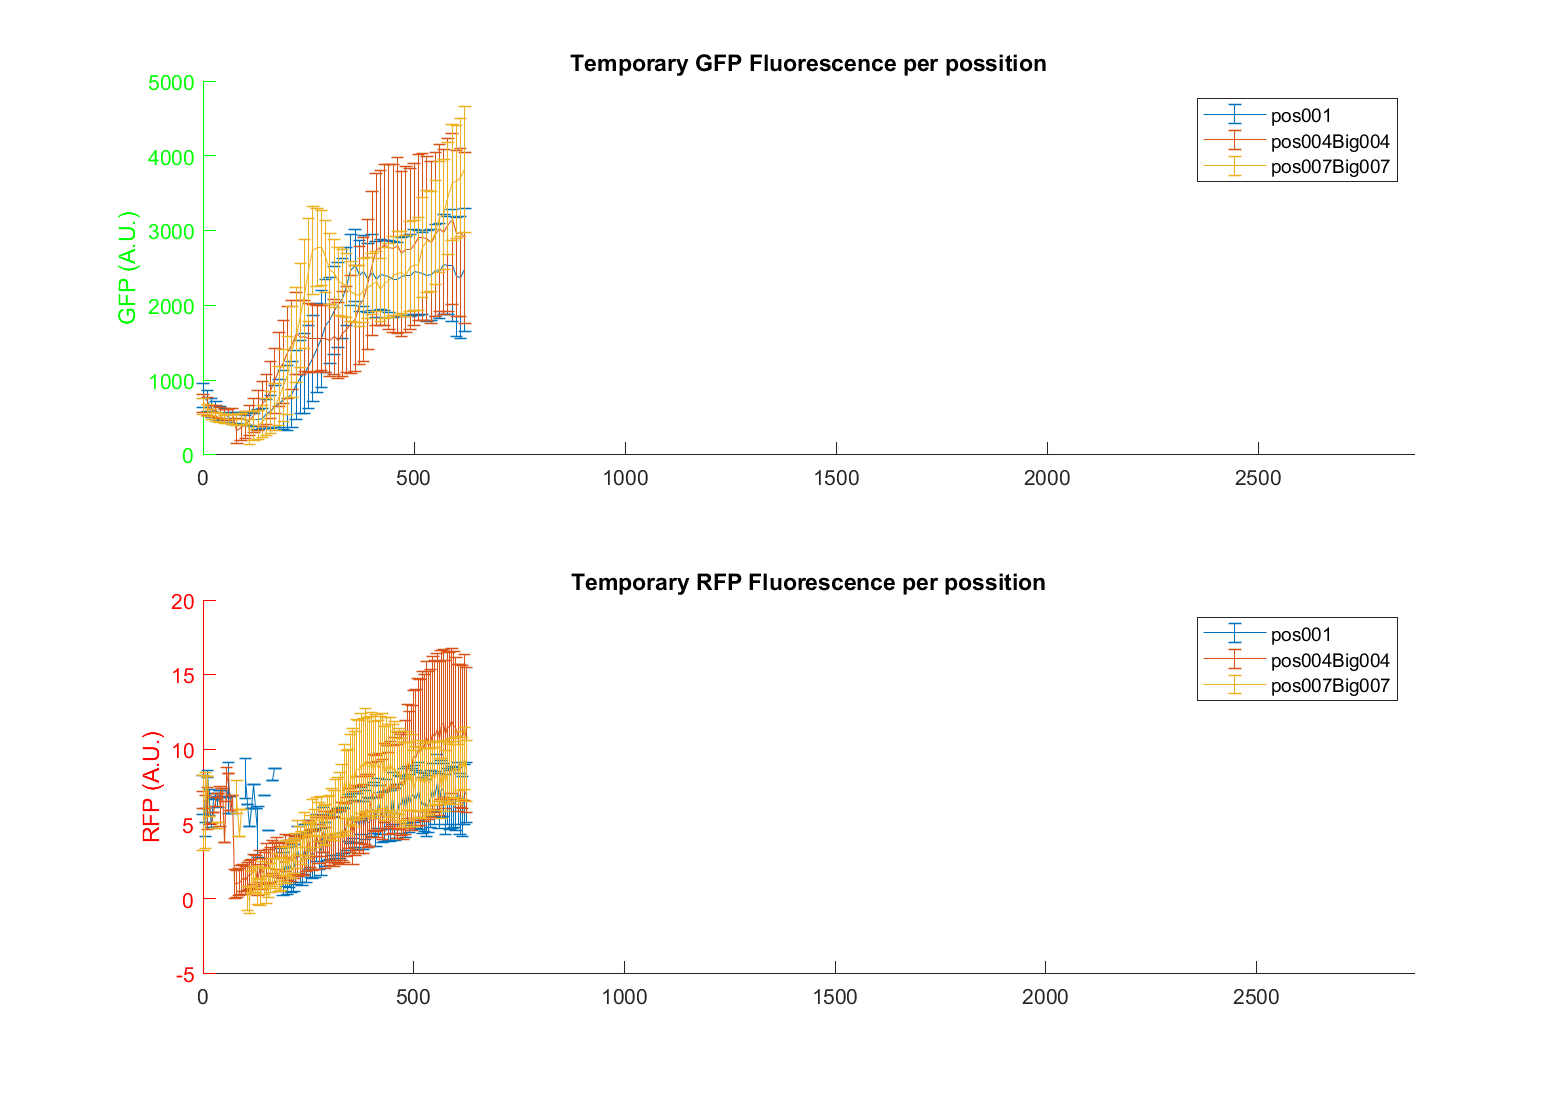 Temporary GFP Fluorescence per possition
5000
4000
3000
2000
1000
0
GFP (A.U.)
0 500 1000 1500 2000 2500
pos001
pos004Big004
pos007Big007
Temporary RFP Fluorescence per possition
20
15
10
5
0
-5
RFP (A.U.)
0 500 1000 1500 2000 2500
pos001
pos004Big004
pos007Big007